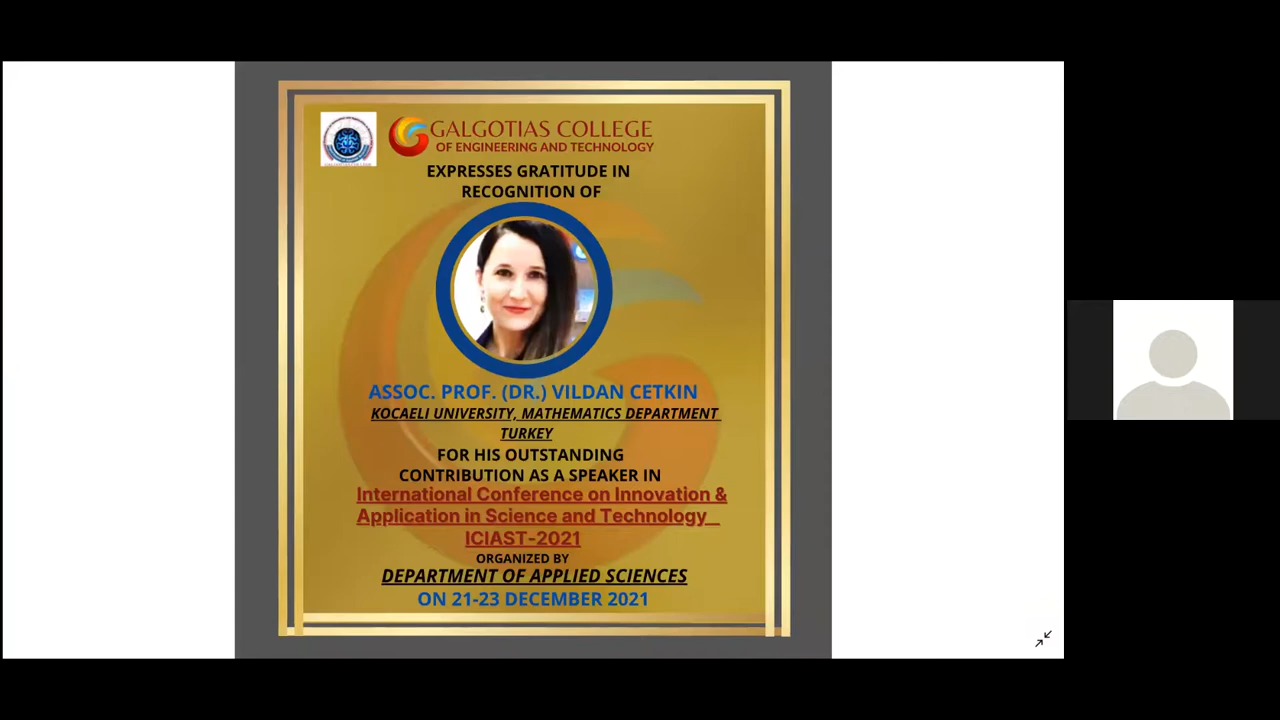 GALGOTIAS COLLEGE
OF ENGINEERING AND TECHNOLOGY
EXPRESSES GRATITUDE IN
RECOGNITION OF
ASSOC. PROF. (DR.) VILDAN CETKIN
KOCAELI UNIVERSITY, MATHEMATICS DEPARTMENT
TURKEY
FOR HIS OUTSTANDING
CONTRIBUTION AS A SPEAKER IN
International Conference on Innovation &
Application in Science and Technology_
ICIAST-2021
ORGANIZED BY
DEPARTMENT OF APPLIED SCIENCES
ON 21-23 DECEMBER 2021